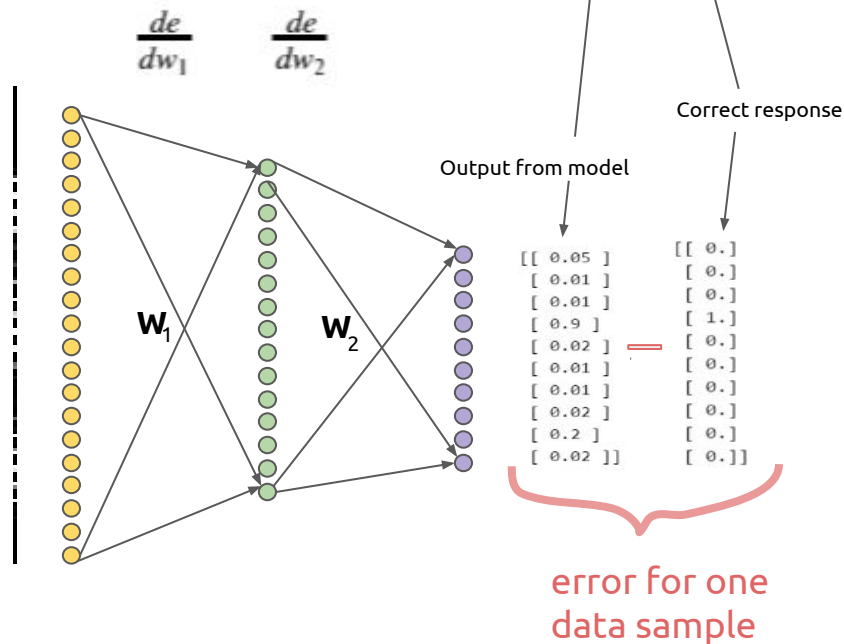 de
dw₁
de
dw₂
Correct response
Output from model
W₁
W₂
[[ 0.05 ]
[ 0.01 ]
[ 0.01 ]
[ 0.9 ]
[ 0.02 ]
[ 0.01 ]
[ 0.01 ]
[ 0.02 ]
[ 0.2 ]
[ 0.02 ]]
[[ 0.]
[ 0.]
[ 0.]
[ 1.]
[ 0.]
[ 0.]
[ 0.]
[ 0.]
[ 0.]
[ 0.]]
error for one
data sample